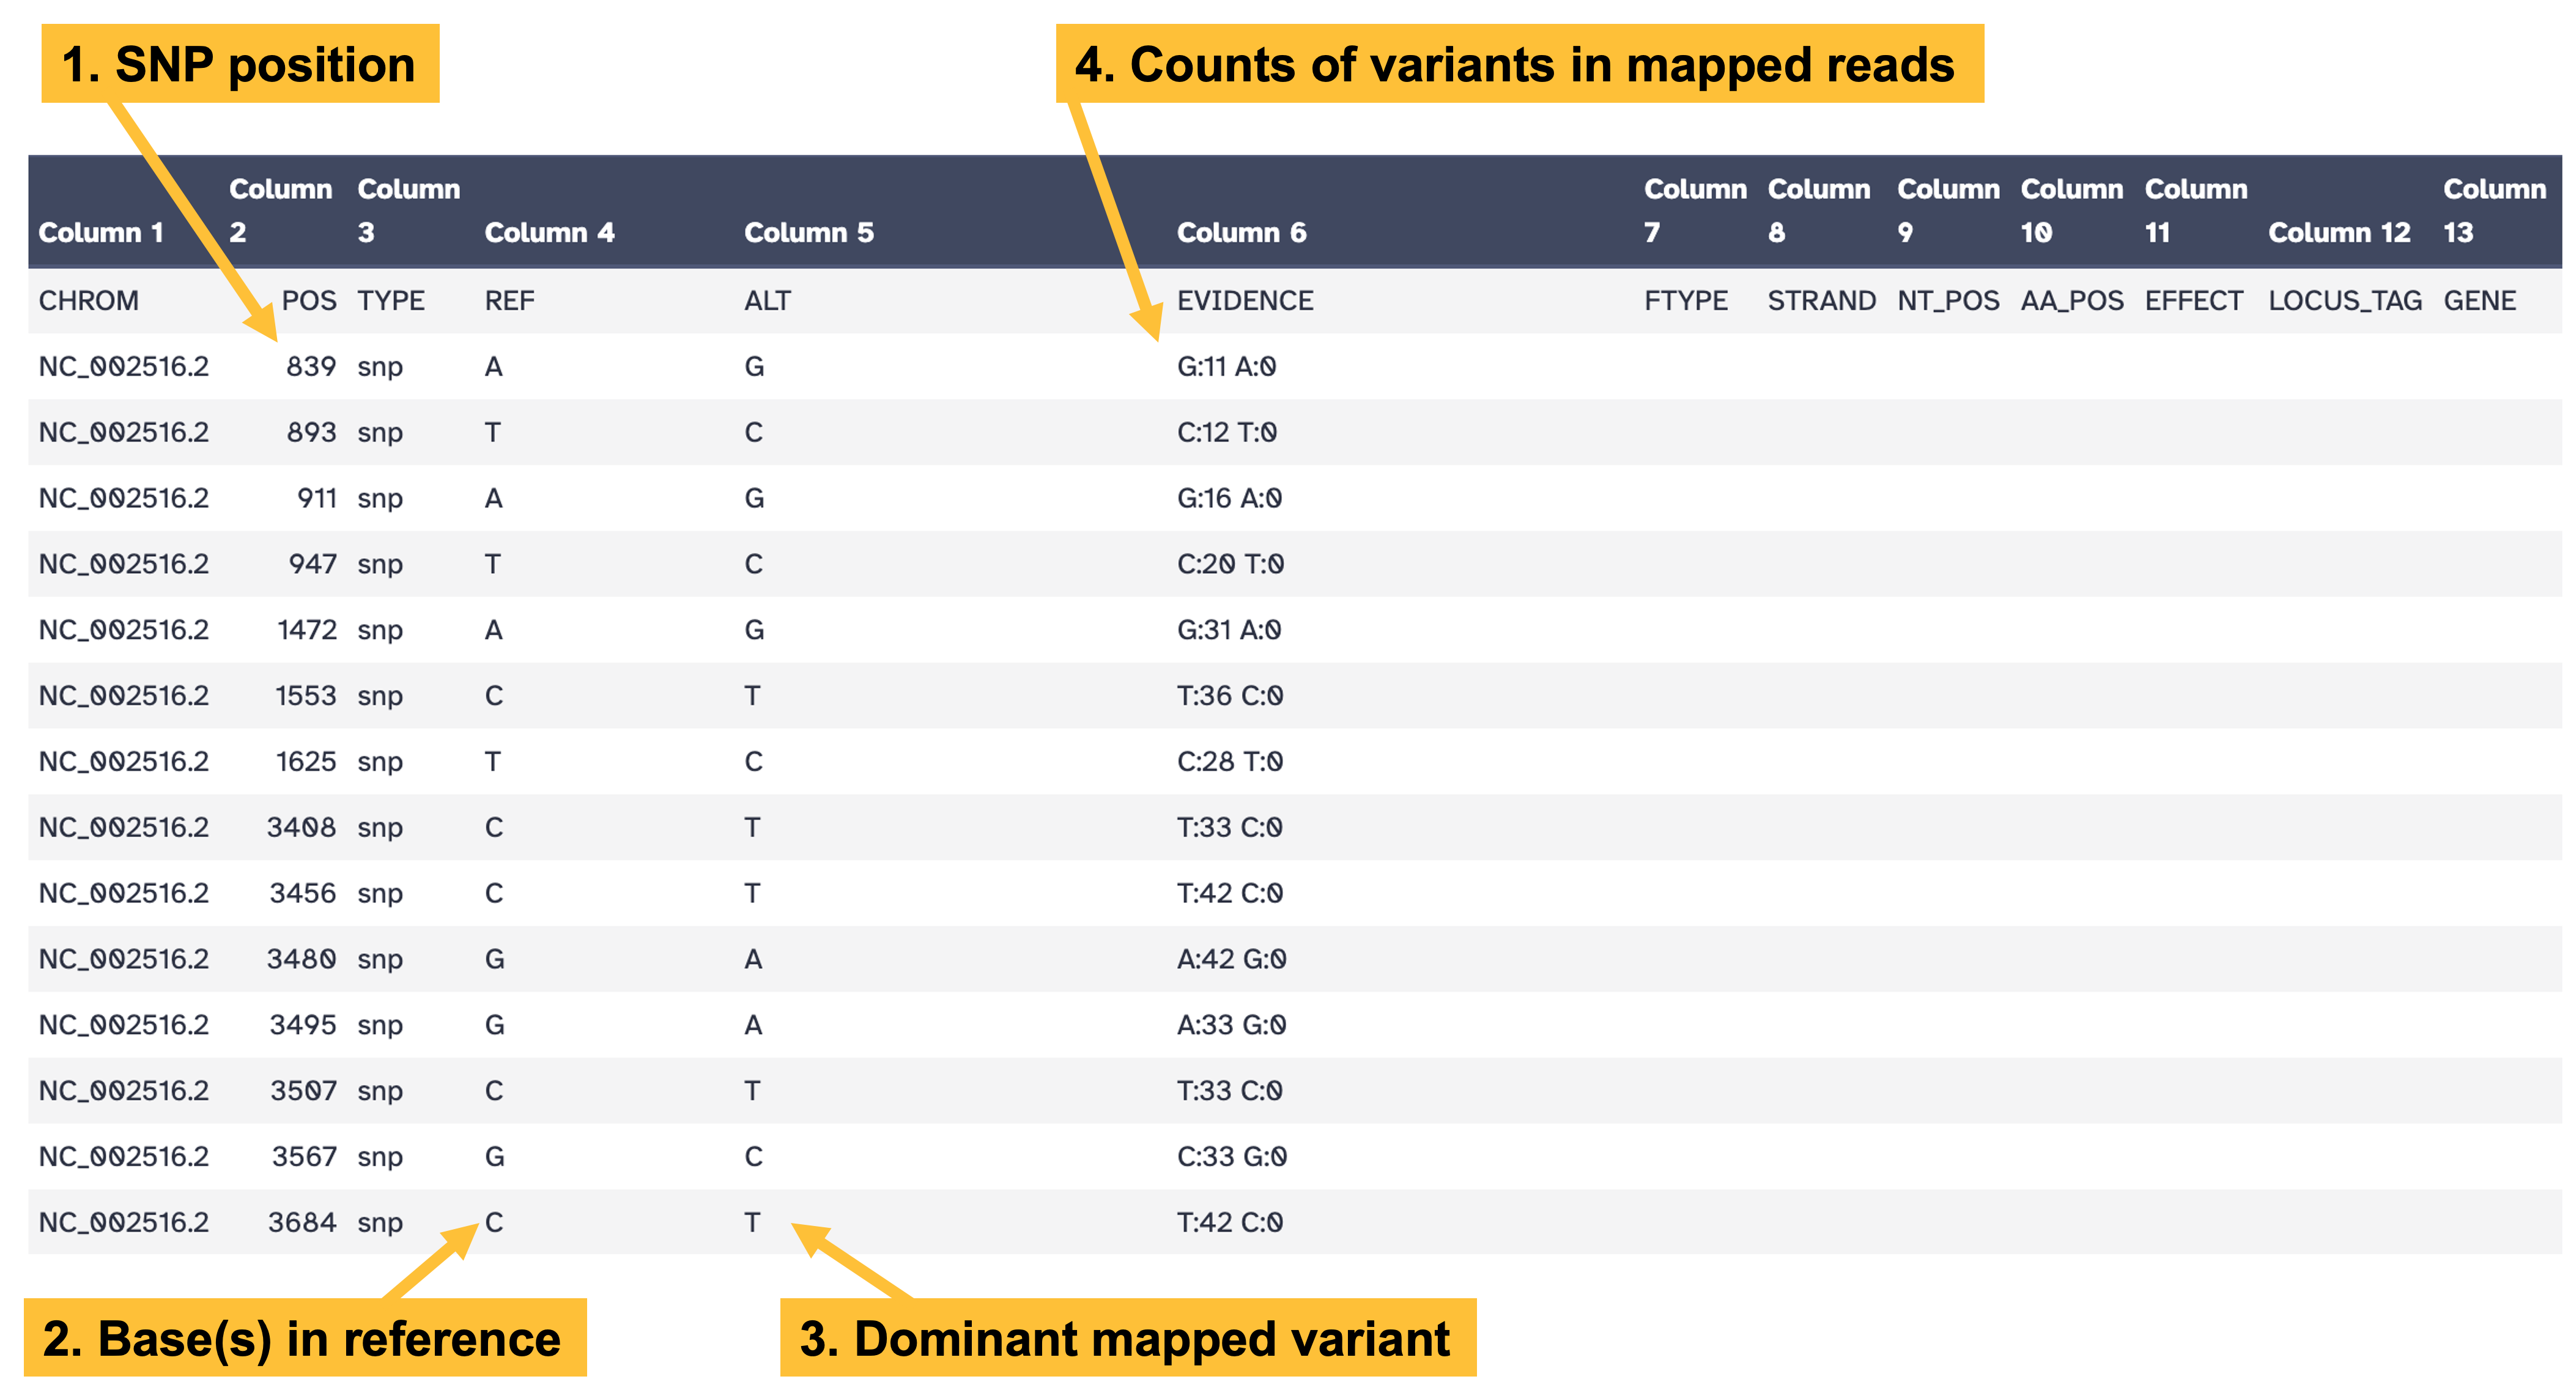 1. SNP position
4. Counts of variants in mapped reads
Column 1 Column 2 Column 3 Column 4 Column 5 Column 6 Column 7 Column 8 Column 9 Column 10 Column 11 Column 12 Column 13
CHROM POS TYPE REF ALT EVIDENCE FTYPE STRAND NT_POS AA_POS EFFECT LOCUS_TAG GENE
NC_002516.2 839 snp A G G:11 A:0
NC_002516.2 893 snp T C C:12 T:0
NC_002516.2 911 snp A G G:16 A:0
NC_002516.2 947 snp T C C:20 T:0
NC_002516.2 1472 snp A G G:31 A:0
NC_002516.2 1553 snp C T T:36 C:0
NC_002516.2 1625 snp T C C:28 T:0
NC_002516.2 3408 snp C T T:33 C:0
NC_002516.2 3456 snp C T T:42 C:0
NC_002516.2 3480 snp G A A:42 G:0
NC_002516.2 3495 snp G A A:33 G:0
NC_002516.2 3507 snp C T T:33 C:0
NC_002516.2 3567 snp G C C:33 G:0
NC_002516.2 3684 snp C T T:42 C:0
2. Base(s) in reference
3. Dominant mapped variant